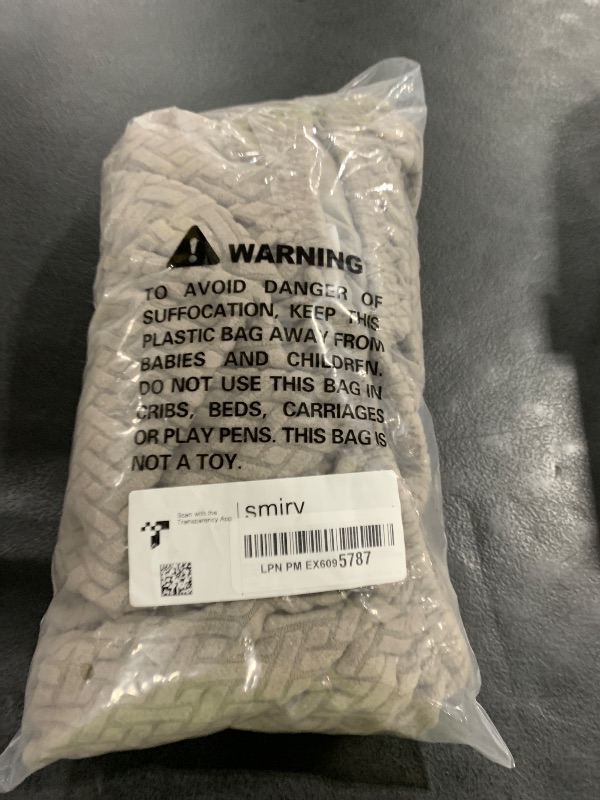 WARNING
TO AVOID DANGER OF
SUFFOCATION, KEEP THIS
PLASTIC BAG AWAY FROM
BABIES AND CHILDREN.
DO NOT USE THIS BAG IN
CRIBS, BEDS, CARRIAGES
OR PLAY PENS. THIS BAG IS
NOT A TOY.
Scan with the
Transparency App
smiry
LPN PM EX6095787